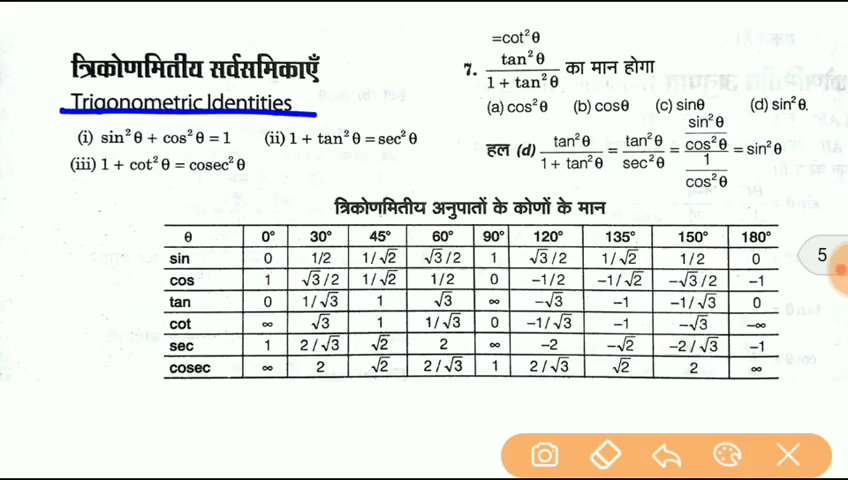 त्रिकोणमितीय सर्वसमिकाएँ
Trigonometric Identities
(i) sin²θ + cos²θ = 1 (ii) 1 + tan²θ = sec²θ
(iii) 1 + cot²θ = cosec²θ
=cot²θ
7. tan²θ / 1 + tan²θ का मान होगा
(a) cos²θ (b) cosθ (c) sinθ (d) sin²θ.
हल (d) tan²θ / 1 + tan²θ = tan²θ / sec²θ = sin²θ / cos²θ / 1 / cos²θ = sin²θ
त्रिकोणमितीय अनुपातों के कोणों के मान
θ 0° 30° 45° 60° 90° 120° 135° 150° 180°
sin 0 1/2 1/√2 √3/2 1 √3/2 1/√2 1/2 0
cos 1 √3/2 1/√2 1/2 0 –1/2 –1/√2 –√3/2 –1
tan 0 1/√3 1 √3 ∞ –√3 –1 –1/√3 0
cot ∞ √3 1 1/√3 0 –1/√3 –1 –√3 –∞
sec 1 2/√3 √2 2 ∞ –2 –√2 –2/√3 –1
cosec ∞ 2 √2 2/√3 1 2/√3 √2 2 ∞
5